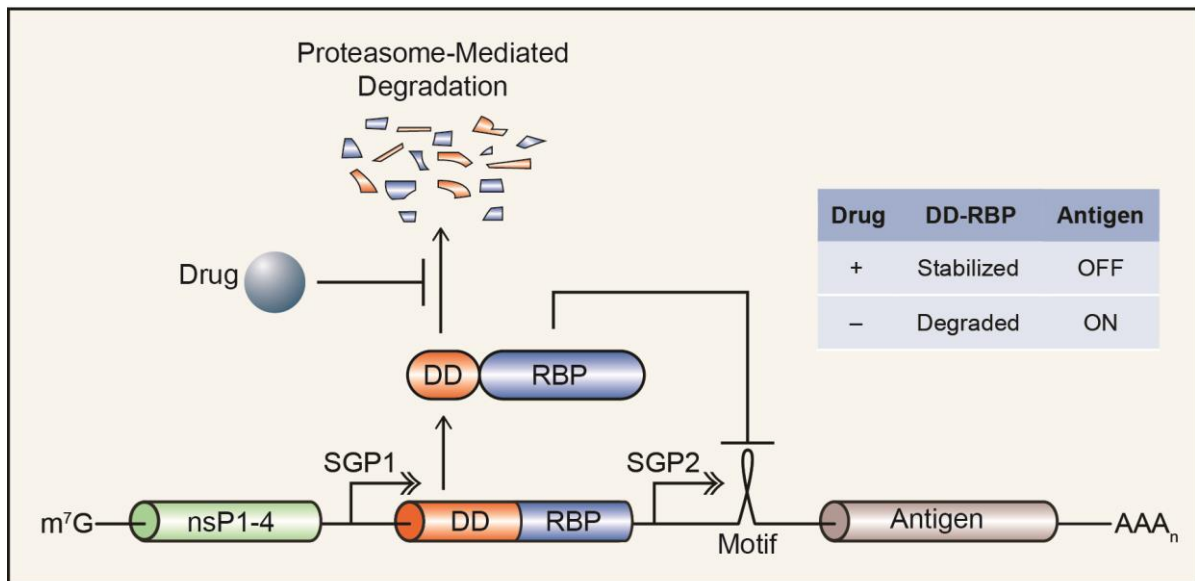 Proteasome-Mediated
Degradation
Drug
Drug DD-RBP Antigen
+ Stabilized OFF
– Degraded ON
DD RBP
SGP1 SGP2
m⁷G nsP1-4 DD RBP Motif Antigen AAAₙ